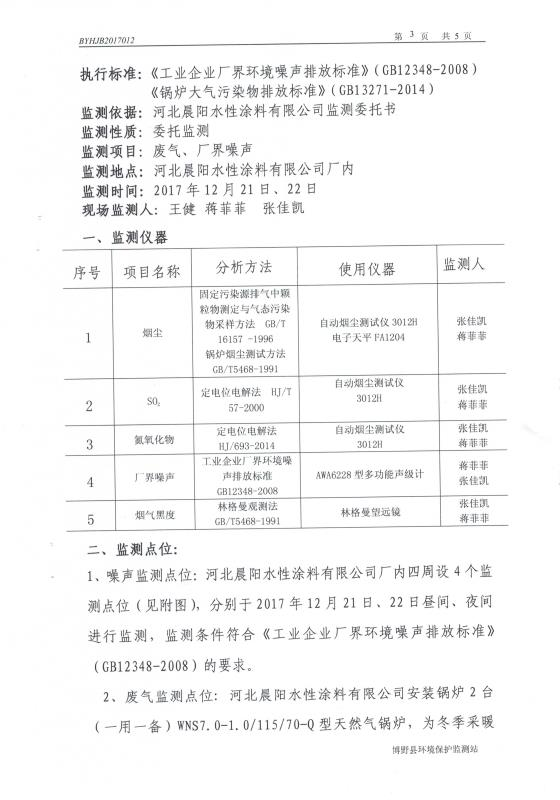 BYHJB2017012 第 3 页 共 5 页
执行标准：《工业企业厂界环境噪声排放标准》（GB12348-2008）
《锅炉大气污染物排放标准》（GB13271-2014）
监测依据：河北晨阳水性涂料有限公司监测委托书
监测性质：委托监测
监测项目：废气、厂界噪声
监测地点：河北晨阳水性涂料有限公司厂内
监测时间：2017 年 12 月 21 日、22 日
现场监测人：王健 蒋菲菲 张佳凯
一、监测仪器
序号 项目名称 分析方法 使用仪器 监测人
固定污染源排气中颗
粒物测定与气态污染
物采样方法 GB/T
16157 -1996
锅炉烟尘测试方法
GB/T5468-1991
1 烟尘
自动烟尘测试仪 3012H
电子天平 FA1204
张佳凯
蒋菲菲
2 SO₂
定电位电解法 HJ/T
57-2000
自动烟尘测试仪
3012H
张佳凯
蒋菲菲
3 氮氧化物
定电位电解法
HJ/693-2014
自动烟尘测试仪
3012H
张佳凯
蒋菲菲
4 厂界噪声
工业企业厂界环境噪
声排放标准
GB12348-2008
AWA6228 型多功能声级计
蒋菲菲
张佳凯
5 烟气黑度
林格曼观测法
GB/T5468-1991
林格曼望远镜
张佳凯
蒋菲菲
二、监测点位：
1、噪声监测点位：河北晨阳水性涂料有限公司厂内四周设 4 个监
测点位（见附图），分别于 2017 年 12 月 21 日、22 日昼间、夜间
进行监测，监测条件符合《工业企业厂界环境噪声排放标准》
（GB12348-2008）的要求。
2、废气监测点位：河北晨阳水性涂料有限公司安装锅炉 2 台
（一用一备）WNS7.0-1.0/115/70-Q 型天然气锅炉，为冬季采暖
博野县环境保护监测站